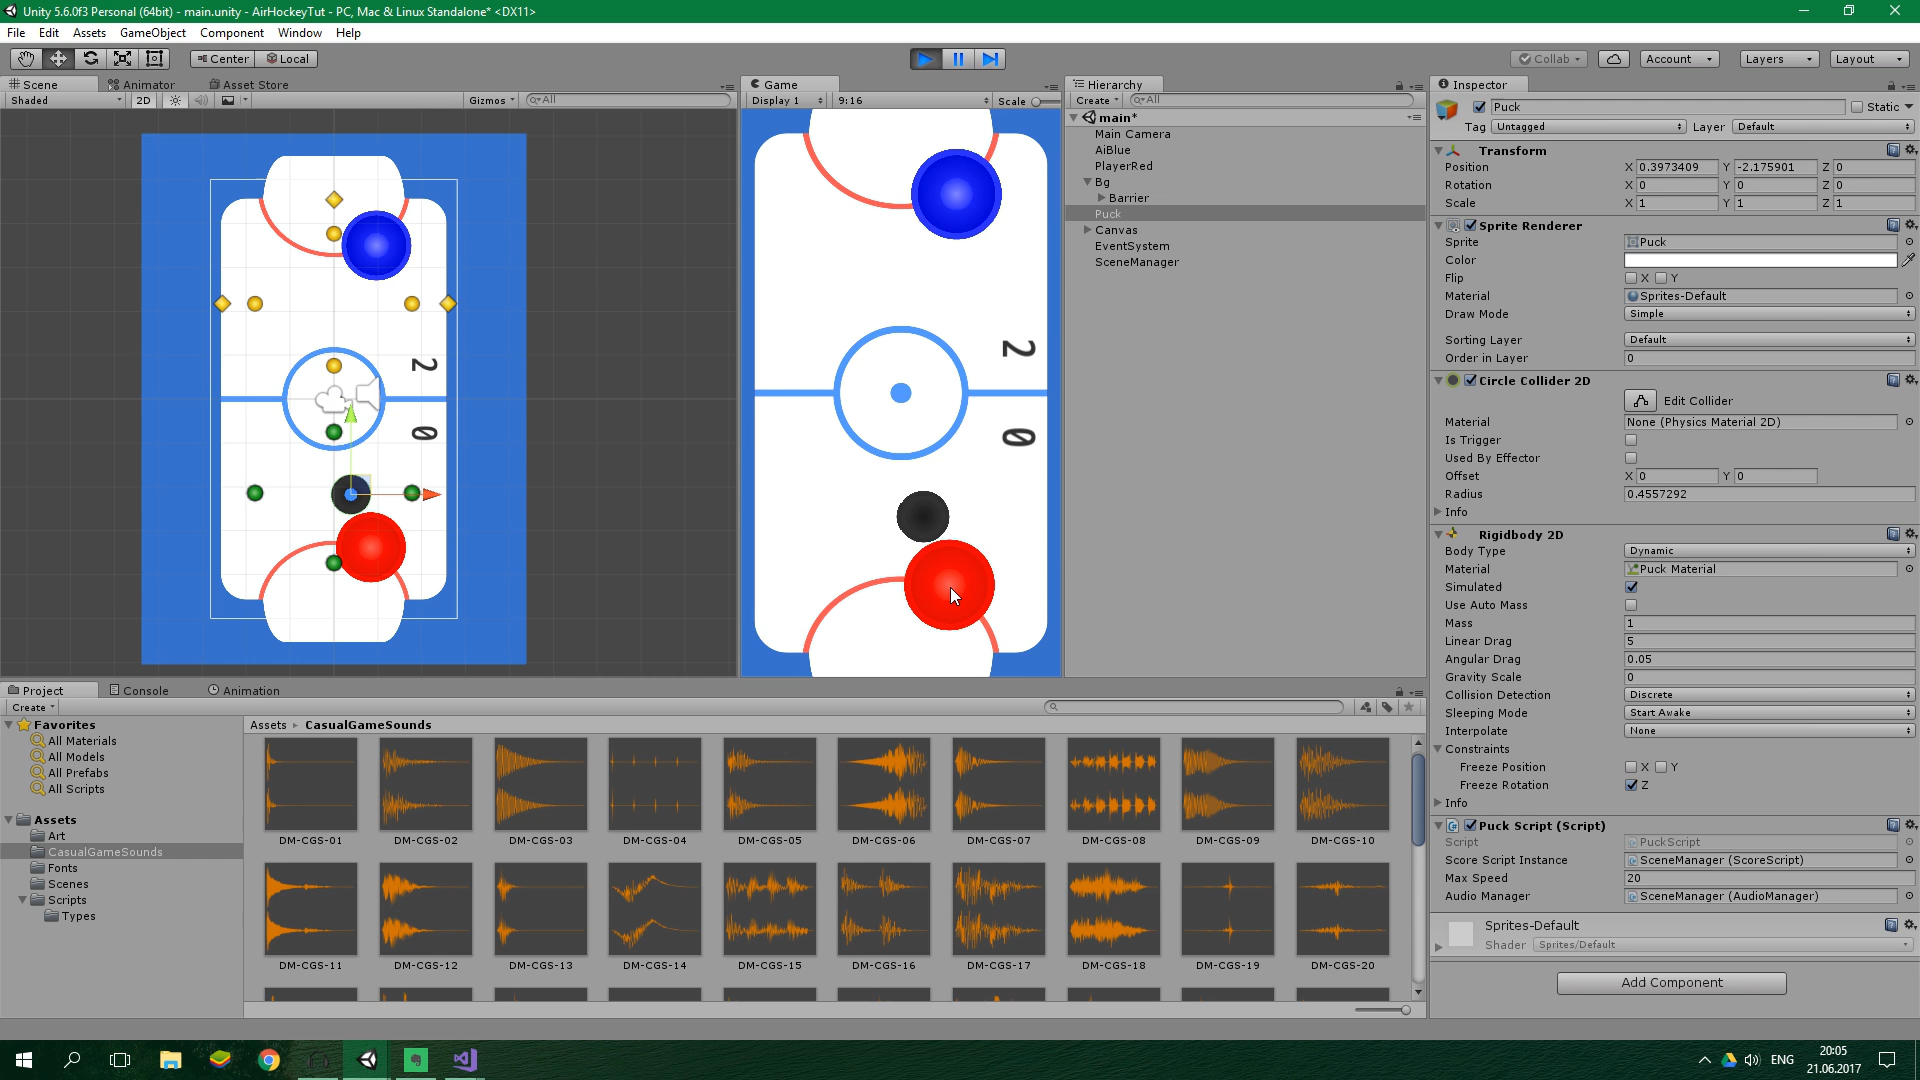 Unity 5.6.0f3 Personal (64bit) - main.unity - AirHockeyTut - PC, Mac & Linux Standalone* <DX11>
File Edit Assets GameObject Component Window Help
Center Local
Collab Account Layers Layout
Scene Animator Asset Store
Shaded 2D Gizmos All
2
0
Game
Display 1 9:16 Scale
2
0
Hierarchy
Create All
main*
Main Camera
AiBlue
PlayerRed
Bg
Barrier
Puck
Canvas
EventSystem
SceneManager
Inspector
Puck Static
Tag Untagged Layer Default
Transform
Position X 0.3973409 Y -2.175901 Z 0
Rotation X 0 Y 0 Z 0
Scale X 1 Y 1 Z 1
Sprite Renderer
Sprite Puck
Color
Flip X Y
Material Sprites-Default
Draw Mode Simple
Sorting Layer Default
Order in Layer 0
Circle Collider 2D
Edit Collider
Material None (Physics Material 2D)
Is Trigger
Used By Effector
Offset X 0 Y 0
Radius 0.4557292
Info
Rigidbody 2D
Body Type Dynamic
Material Puck Material
Simulated
Use Auto Mass
Mass 1
Linear Drag 5
Angular Drag 0.05
Gravity Scale 0
Collision Detection Discrete
Sleeping Mode Start Awake
Interpolate None
Constraints
Freeze Position X Y
Freeze Rotation Z
Info
Puck Script (Script)
Script PuckScript
Score Script Instance SceneManager (ScoreScript)
Max Speed 20
Audio Manager SceneManager (AudioManager)
Sprites-Default
Shader Sprites/Default
Add Component
Project Console Animation
Create
Favorites
All Materials
All Models
All Prefabs
All Scripts
Assets
Art
CasualGameSounds
Fonts
Scenes
Scripts
Types
Assets CasualGameSounds
DM-CGS-01 DM-CGS-02 DM-CGS-03 DM-CGS-04 DM-CGS-05 DM-CGS-06 DM-CGS-07 DM-CGS-08 DM-CGS-09 DM-CGS-10
DM-CGS-11 DM-CGS-12 DM-CGS-13 DM-CGS-14 DM-CGS-15 DM-CGS-16 DM-CGS-17 DM-CGS-18 DM-CGS-19 DM-CGS-20
ENG 20:05
21.06.2017